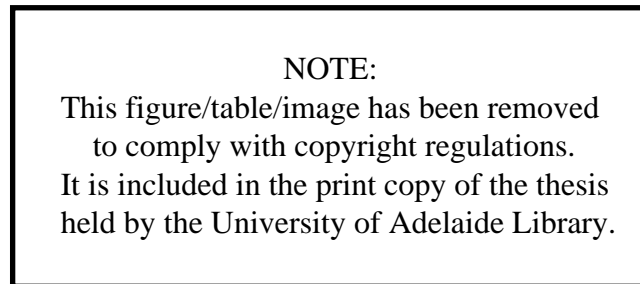 NOTE:
This figure/table/image has been removed
to comply with copyright regulations.
It is included in the print copy of the thesis
held by the University of Adelaide Library.